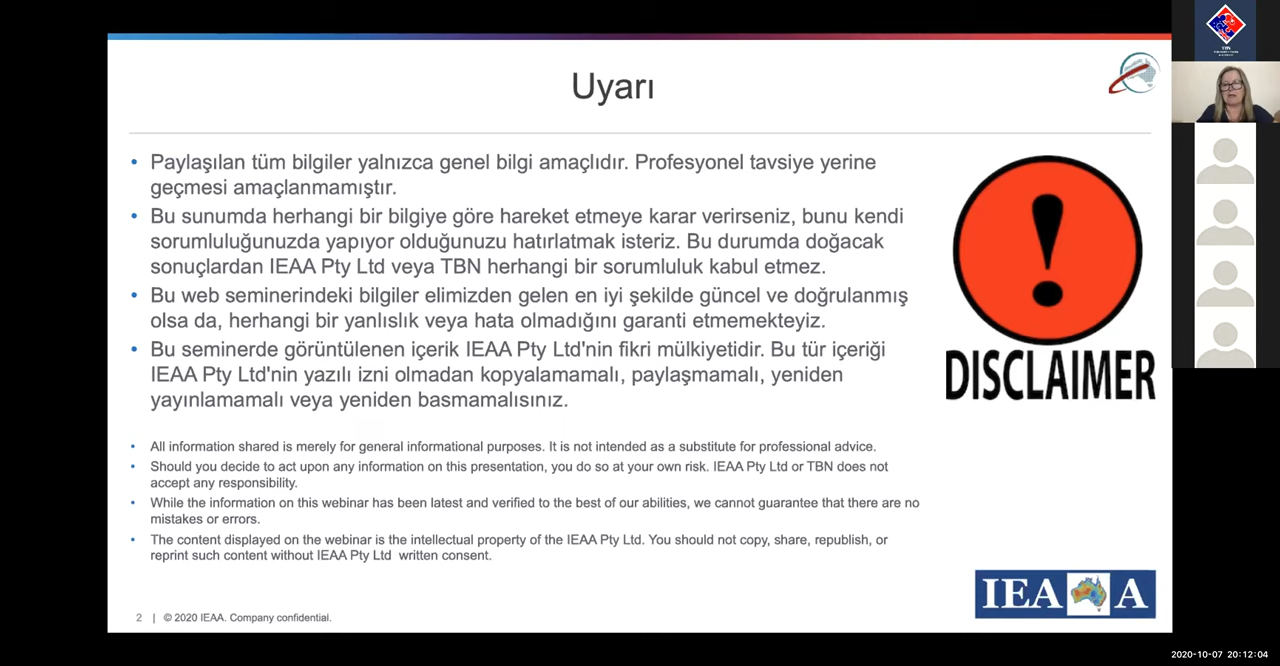 Uyarı
• Paylaşılan tüm bilgiler yalnızca genel bilgi amaçlıdır. Profesyonel tavsiye yerine
geçmesi amaçlanmamıştır.
• Bu sunumda herhangi bir bilgiye göre hareket etmeye karar verirseniz, bunu kendi
sorumluluğunuzda yapıyor olduğunuzu hatırlatmak isteriz. Bu durumda doğacak
sonuçlardan IEAA Pty Ltd veya TBN herhangi bir sorumluluk kabul etmez.
• Bu web seminerindeki bilgiler elimizden gelen en iyi şekilde güncel ve doğrulanmış
olsa da, herhangi bir yanlıslık veya hata olmadığını garanti etmemekteyiz.
• Bu seminerde görüntülenen içerik IEAA Pty Ltd'nin fikri mülkiyetidir. Bu tür içeriği
IEAA Pty Ltd'nin yazılı izni olmadan kopyalamamalı, paylaşmamalı, yeniden
yayınlamamalı veya yeniden basmamalısınız.
DISCLAIMER
• All information shared is merely for general informational purposes. It is not intended as a substitute for professional advice.
• Should you decide to act upon any information on this presentation, you do so at your own risk. IEAA Pty Ltd or TBN does not
accept any responsibility.
• While the information on this webinar has been latest and verified to the best of our abilities, we cannot guarantee that there are no
mistakes or errors.
• The content displayed on the webinar is the intellectual property of the IEAA Pty Ltd. You should not copy, share, republish, or
reprint such content without IEAA Pty Ltd written consent.
IEA A
2 | © 2020 IEAA. Company confidential.
TBN
2020-10-07 20:12:04